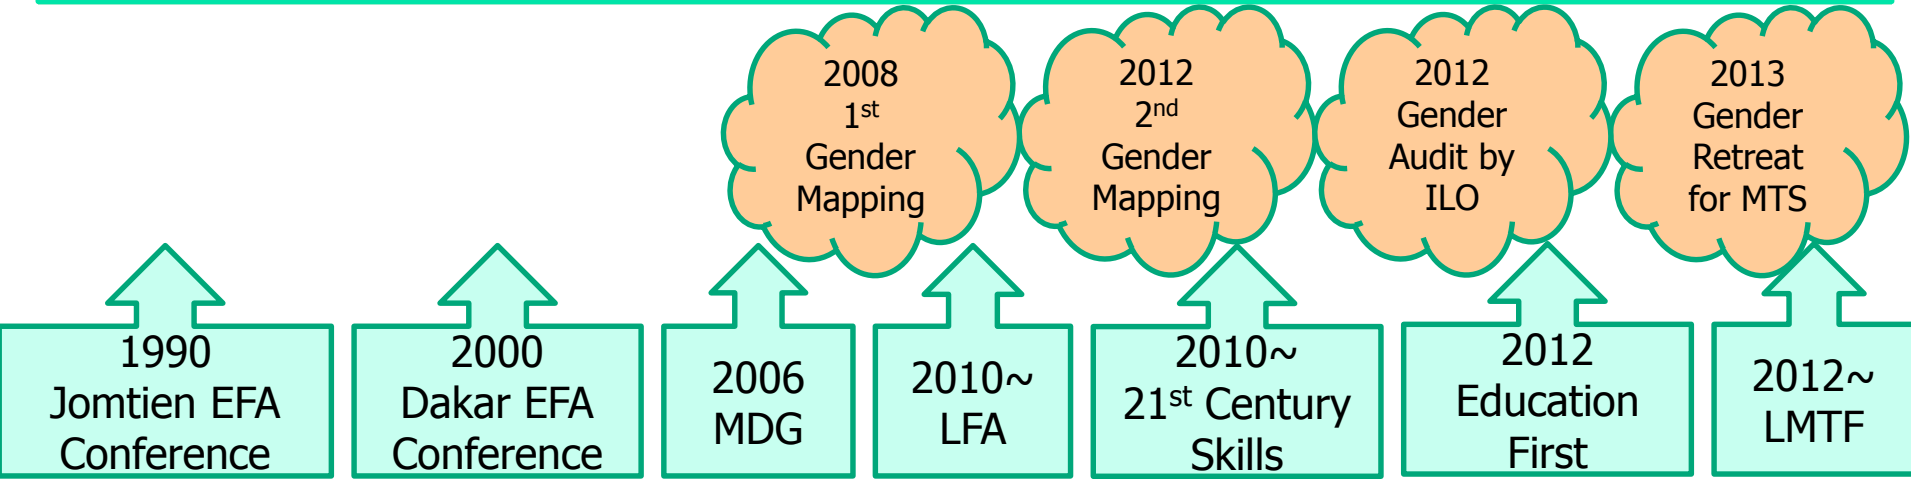 2008
1st
Gender
Mapping
2012
2nd
Gender
Mapping
2012
Gender
Audit by
ILO
2013
Gender
Retreat
for MTS
1990
Jomtien EFA
Conference
2000
Dakar EFA
Conference
2006
MDG
2010~
LFA
2010~
21st Century
Skills
2012
Education
First
2012~
LMTF